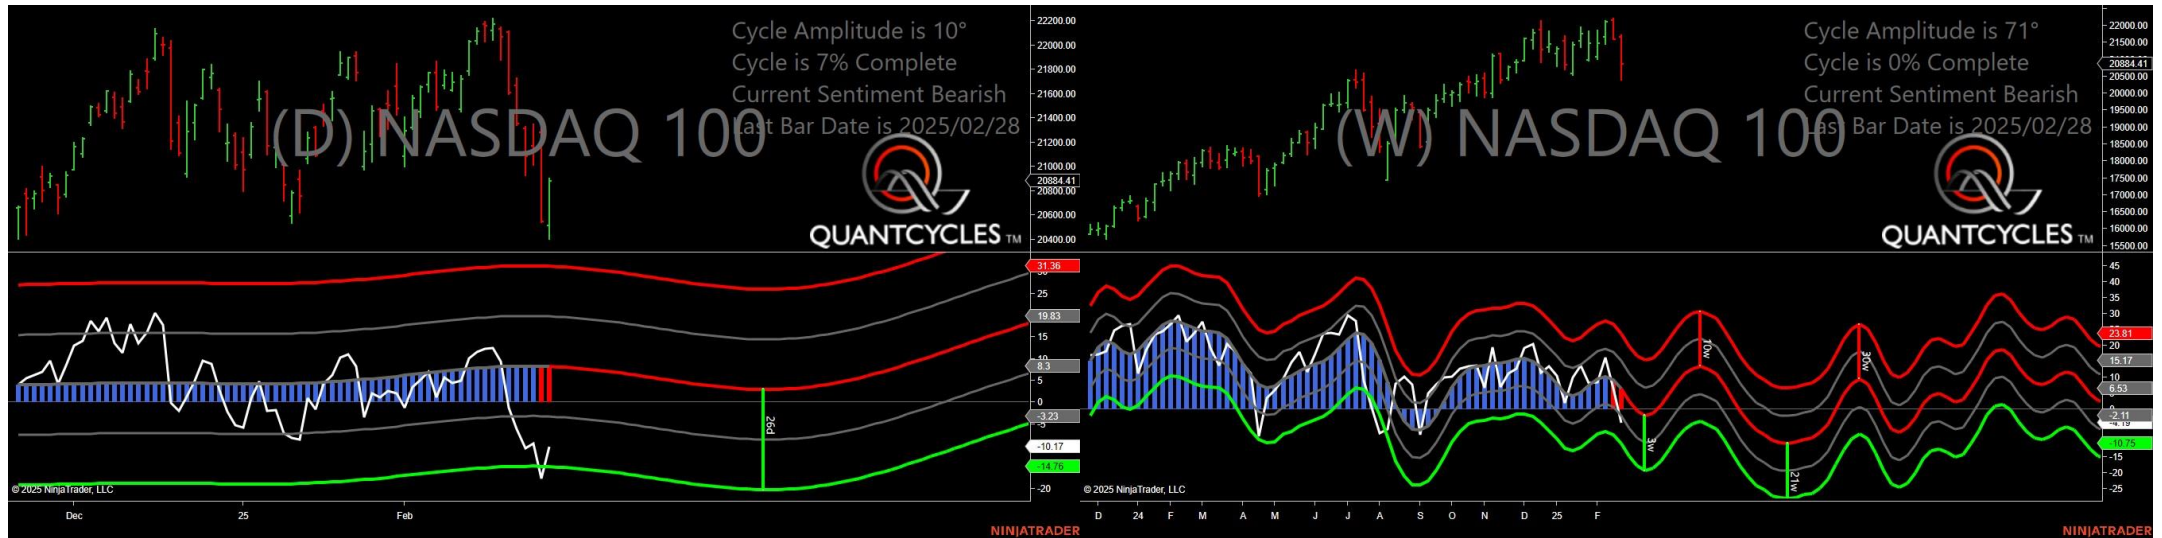 Cycle Amplitude is 10°
Cycle is 7% Complete
Current Sentiment Bearish
Last Bar Date is 2025/02/28
(D) NASDAQ 100
QUANTCYCLES TM
22200.00
22000.00
21800.00
21600.00
21400.00
21200.00
21000.00
20884.41
20800.00
20600.00
20400.00
31.36
25
19.83
15
10
8.3
5
0
-3.23
-5
-10.17
-14.76
-20
26d
© 2025 NinjaTrader, LLC
Dec 25 Feb
NINJATRADER
Cycle Amplitude is 71°
Cycle is 0% Complete
Current Sentiment Bearish
Last Bar Date is 2025/02/28
(W) NASDAQ 100
QUANTCYCLES TM
22000.00
21500.00
20884.41
20500.00
20000.00
19500.00
19000.00
18500.00
18000.00
17500.00
17000.00
16500.00
16000.00
15500.00
45
40
35
30
23.81
20
15.17
10
6.53
-2.11
-4.19
-10.75
-15
-20
-25
10w
30w
3w
21w
© 2025 NinjaTrader, LLC
D 24 F M A M J J A S O N D 25 F
NINJATRADER